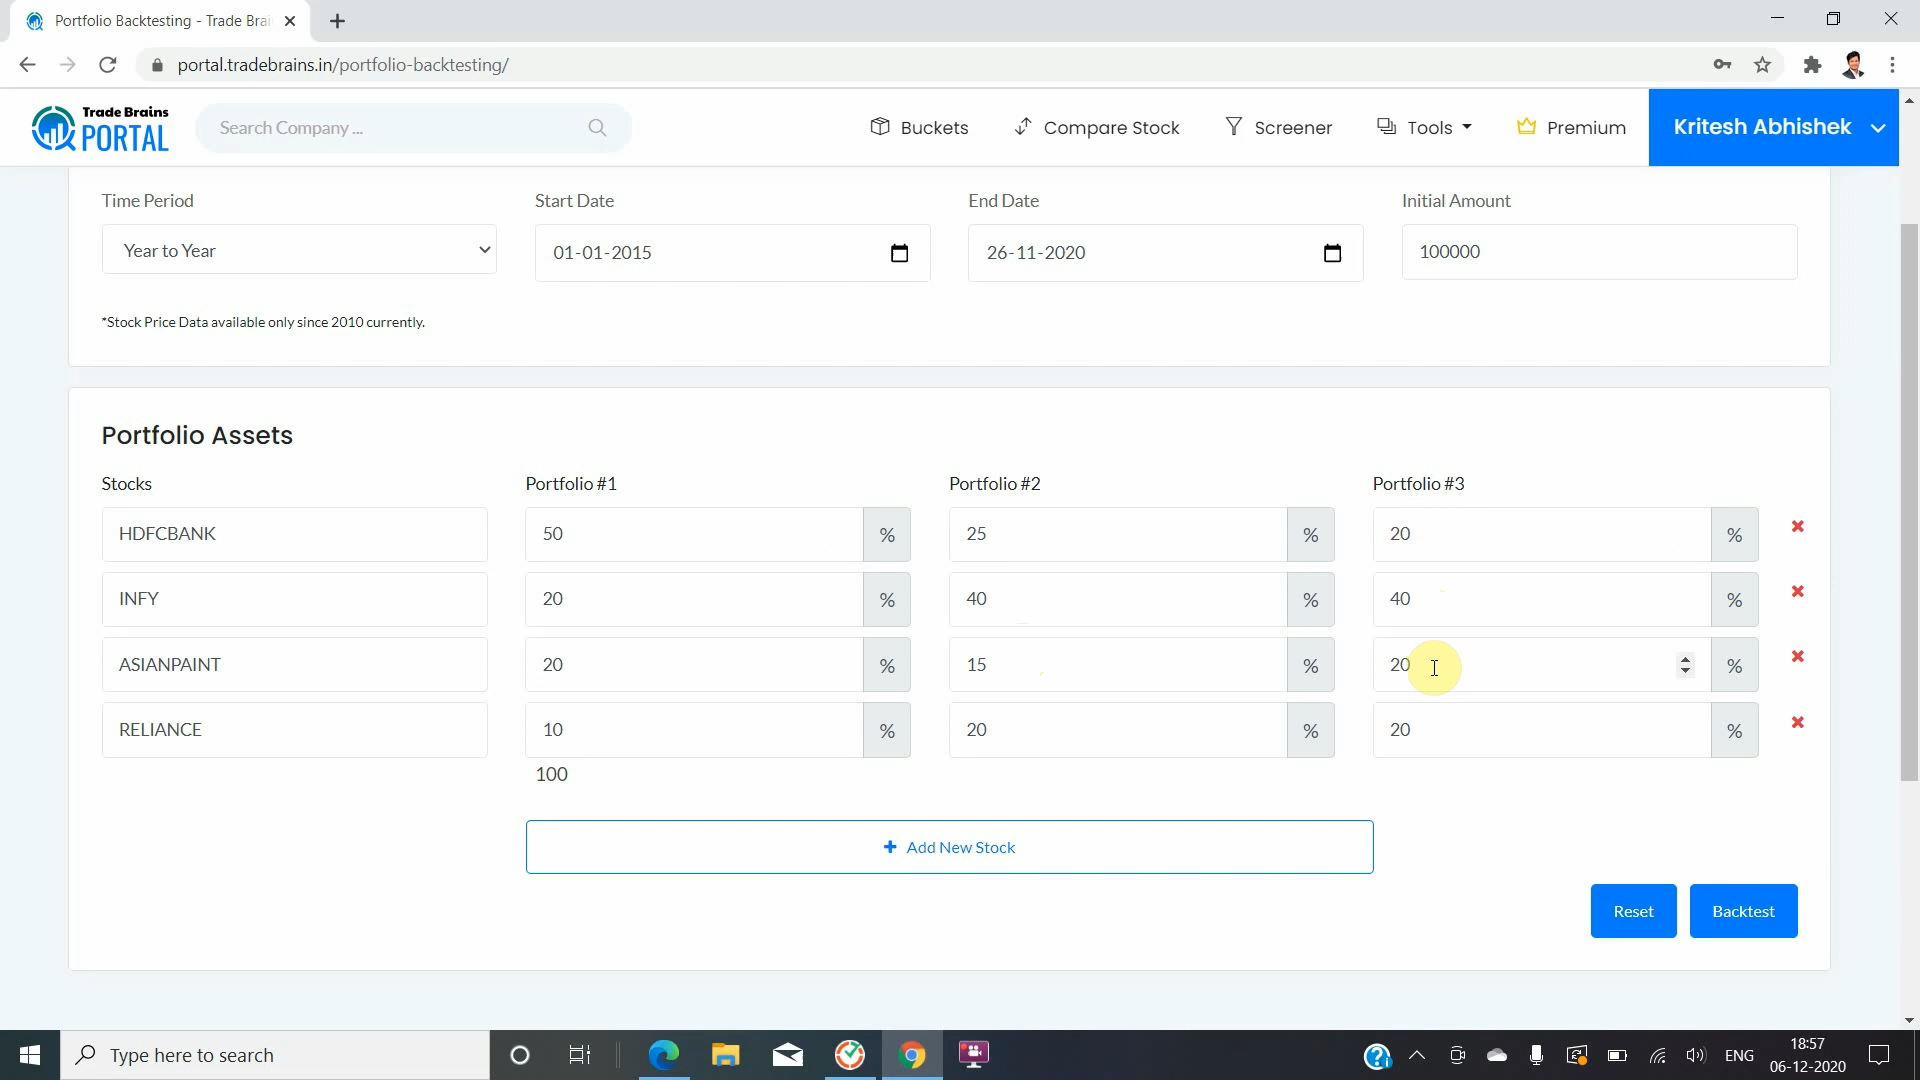 Portfolio Backtesting - Trade Brai
portal.tradebrains.in/portfolio-backtesting/
Trade Brains
PORTAL
Search Company ...
Buckets
Compare Stock
Screener
Tools
Premium
Kritesh Abhishek
Time Period
Start Date
End Date
Initial Amount
Year to Year
01-01-2015
26-11-2020
100000
*Stock Price Data available only since 2010 currently.
Portfolio Assets
Stocks
Portfolio #1
Portfolio #2
Portfolio #3
HDFCBANK
50
%
25
%
20
%
INFY
20
%
40
%
40
%
ASIANPAINT
20
%
15
%
20
%
RELIANCE
10
%
20
%
20
%
100
+ Add New Stock
Reset
Backtest
Type here to search
ENG
18:57
06-12-2020